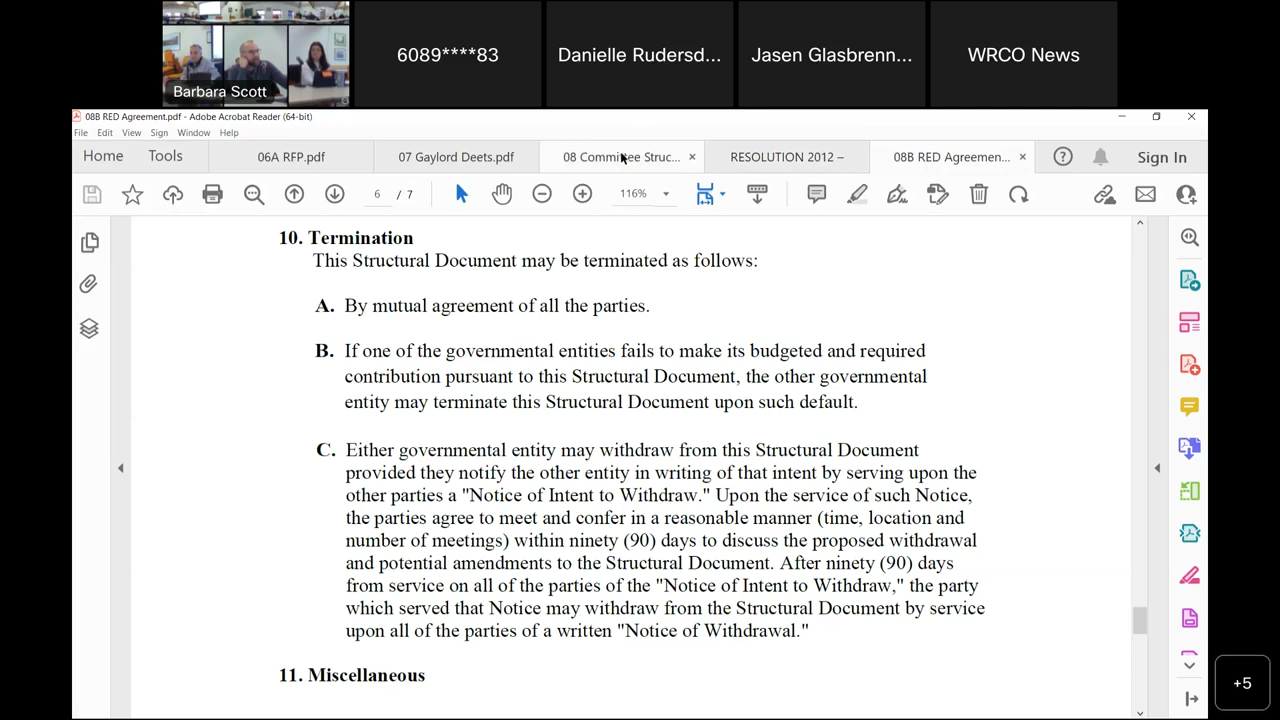 Barbara Scott
6089****83
Danielle Rudersd...
Jasen Glasbrenn...
WRCO News
08B RED Agreement.pdf - Adobe Acrobat Reader (64-bit)
File Edit View Sign Window Help
Home Tools 06A RFP.pdf 07 Gaylord Deets.pdf 08 Committee Struc... RESOLUTION 2012 – 08B RED Agreemen... Sign In
6 / 7 116%
10. Termination
This Structural Document may be terminated as follows:
A. By mutual agreement of all the parties.
B. If one of the governmental entities fails to make its budgeted and required
contribution pursuant to this Structural Document, the other governmental
entity may terminate this Structural Document upon such default.
C. Either governmental entity may withdraw from this Structural Document
provided they notify the other entity in writing of that intent by serving upon the
other parties a "Notice of Intent to Withdraw." Upon the service of such Notice,
the parties agree to meet and confer in a reasonable manner (time, location and
number of meetings) within ninety (90) days to discuss the proposed withdrawal
and potential amendments to the Structural Document. After ninety (90) days
from service on all of the parties of the "Notice of Intent to Withdraw," the party
which served that Notice may withdraw from the Structural Document by service
upon all of the parties of a written "Notice of Withdrawal."
11. Miscellaneous
+5